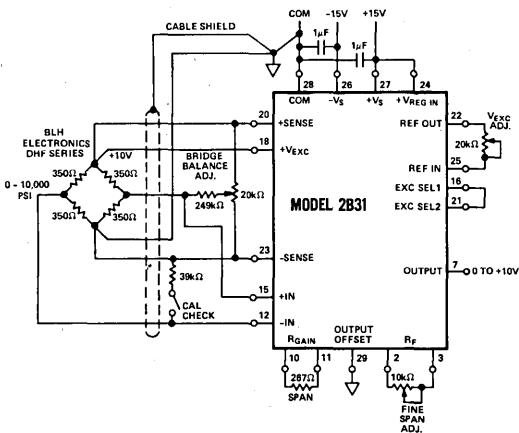 COM -15V +15V
CABLE SHIELD
1μF
1μF
28 26 27 24
COM -VS +VS +VREG IN
20 +SENSE
22 REF OUT
VEXC ADJ.
20kΩ
BLH
ELECTRONICS
DHF SERIES
+10V
18 +VEXC
REF IN 25
350Ω 350Ω
BRIDGE
BALANCE
ADJ.
EXC SEL1 16
0 - 10,000
PSI
20kΩ
MODEL 2B31
EXC SEL2 21
350Ω 350Ω
249kΩ
23 -SENSE
OUTPUT 7 0 TO +10V
39kΩ
15 +IN
CAL
CHECK
12 -IN
RGAIN
OUTPUT
OFFSET
RF
10 11 29 2 3
267Ω
10kΩ
SPAN
FINE
SPAN
ADJ.